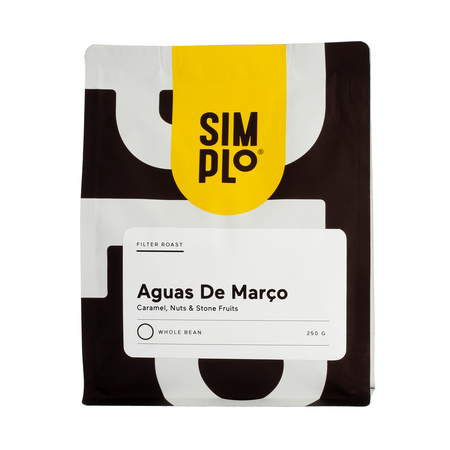 SIM
PLO®
FILTER ROAST
Aguas De Março
Caramel, Nuts & Stone Fruits
WHOLE BEAN
250 G